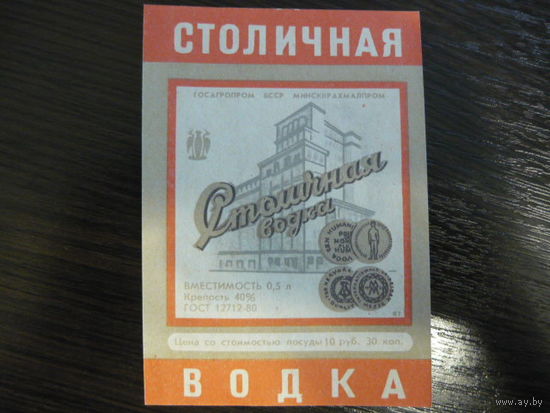 СТОЛИЧНАЯ
ГОСАГРОПРОМ БССР МИНСККРАХМАЛПРОМ
Столичная
водка
ВМЕСТИМОСТЬ 0,5 л
Крепость 40%
ГОСТ 12712-80
Цена со стоимостью посуды 10 руб. 30 коп.
ВОДКА
www.ay.by